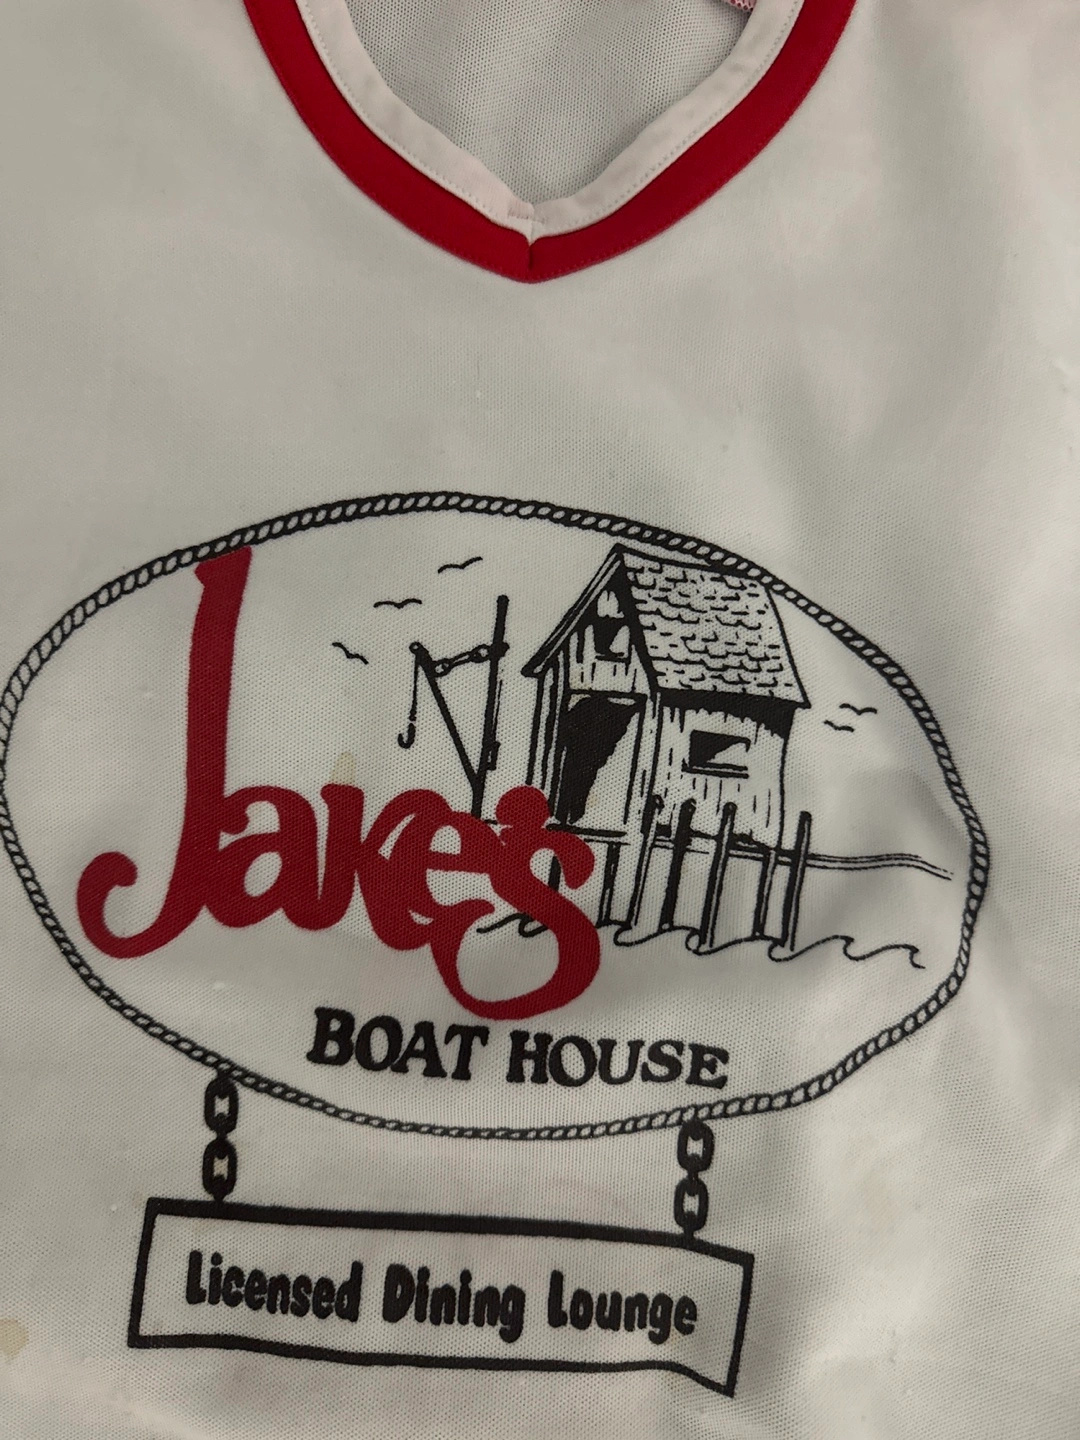 Jake's
BOAT HOUSE
Licensed Dining Lounge